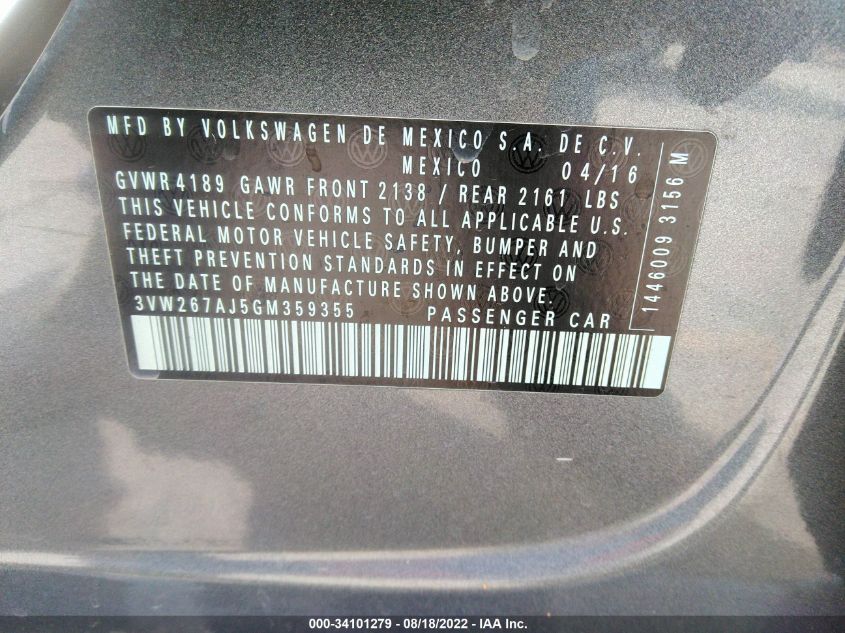 MFD BY VOLKSWAGEN DE MEXICO S.A. DE C.V.
MEXICO 04/16
GVWR 4189 GAWR FRONT 2138 / REAR 2161 LBS
THIS VEHICLE CONFORMS TO ALL APPLICABLE U.S.
FEDERAL MOTOR VEHICLE SAFETY, BUMPER AND
THEFT PREVENTION STANDARDS IN EFFECT ON
THE DATE OF MANUFACTURE SHOWN ABOVE.
3VW267AJ5GM359355 PASSENGER CAR
1446009 3156 M
000-34101279 - 08/18/2022 - IAA Inc.